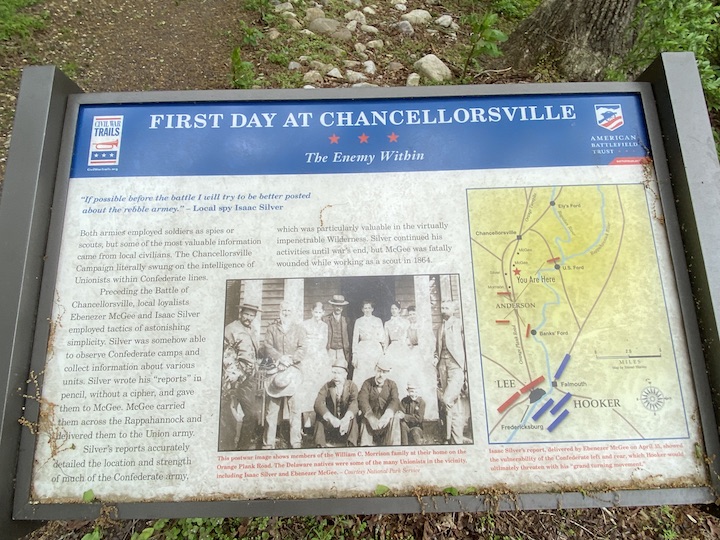 CIVIL WAR
TRAILS
FIRST DAY AT CHANCELLORSVILLE
The Enemy Within
AMERICAN
BATTLEFIELD
TRUST
"If possible before the battle I will try to be better posted
about the rebble armey." – Local spy Isaac Silver
Both armies employed soldiers as spies or
scouts, but some of the most valuable information
came from local civilians. The Chancellorsville
Campaign literally swung on the intelligence of
Unionists within Confederate lines.
Preceding the Battle of
Chancellorsville, local loyalists
Ebenezer McGee and Isaac Silver
employed tactics of astonishing
simplicity. Silver was somehow able
to observe Confederate camps and
collect information about various
units. Silver wrote his "reports" in
pencil, without a cipher, and gave
them to McGee. McGee carried
them across the Rappahannock and
delivered them to the Union army.
Silver's reports accurately
detailed the location and strength
of much of the Confederate army,
which was particularly valuable in the virtually
impenetrable Wilderness. Silver continued his
activities until war's end, but McGee was fatally
wounded while working as a scout in 1864.
This postwar image shows members of the William C. Morrison family at their home on the
Orange Plank Road. The Delaware natives were some of the many Unionists in the vicinity,
including Isaac Silver and Ebenezer McGee. – Courtesy National Park Service
Ely's Ford
Chancellorsville
U.S. Ford
You Are Here
ANDERSON
Banks' Ford
MILES
LEE
Falmouth
HOOKER
Fredericksburg
Isaac Silver's report, delivered by Ebenezer McGee on April 15, showed
the vulnerability of the Confederate left and rear, which Hooker would
ultimately threaten with his "grand turning movement."